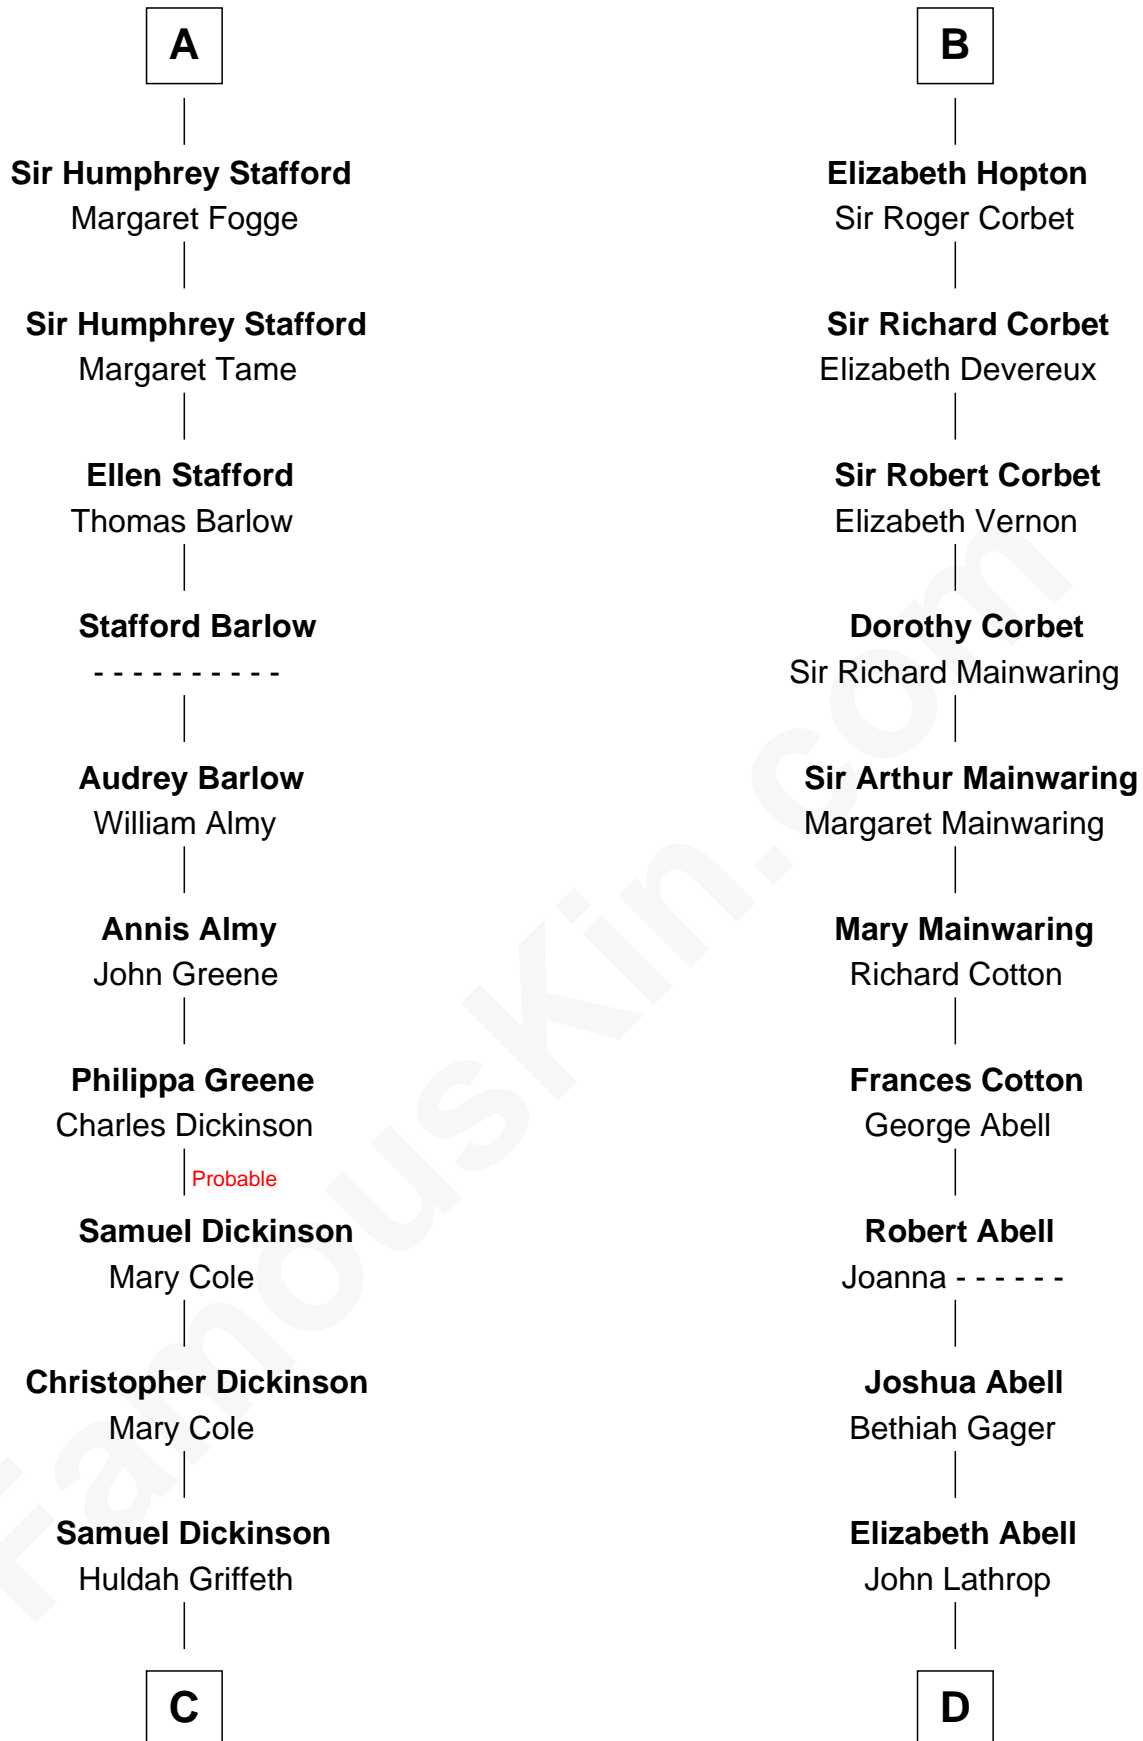 A
Sir Humphrey Stafford
Margaret Fogge
Sir Humphrey Stafford
Margaret Tame
Ellen Stafford
Thomas Barlow
Stafford Barlow
- - - - - - - - - -
Audrey Barlow
William Almy
Annis Almy
John Greene
Philippa Greene
Charles Dickinson
Probable
Samuel Dickinson
Mary Cole
Christopher Dickinson
Mary Cole
Samuel Dickinson
Huldah Griffeth
C
B
Elizabeth Hopton
Sir Roger Corbet
Sir Richard Corbet
Elizabeth Devereux
Sir Robert Corbet
Elizabeth Vernon
Dorothy Corbet
Sir Richard Mainwaring
Sir Arthur Mainwaring
Margaret Mainwaring
Mary Mainwaring
Richard Cotton
Frances Cotton
George Abell
Robert Abell
Joanna - - - - - -
Joshua Abell
Bethiah Gager
Elizabeth Abell
John Lathrop
D
FamousKin.com